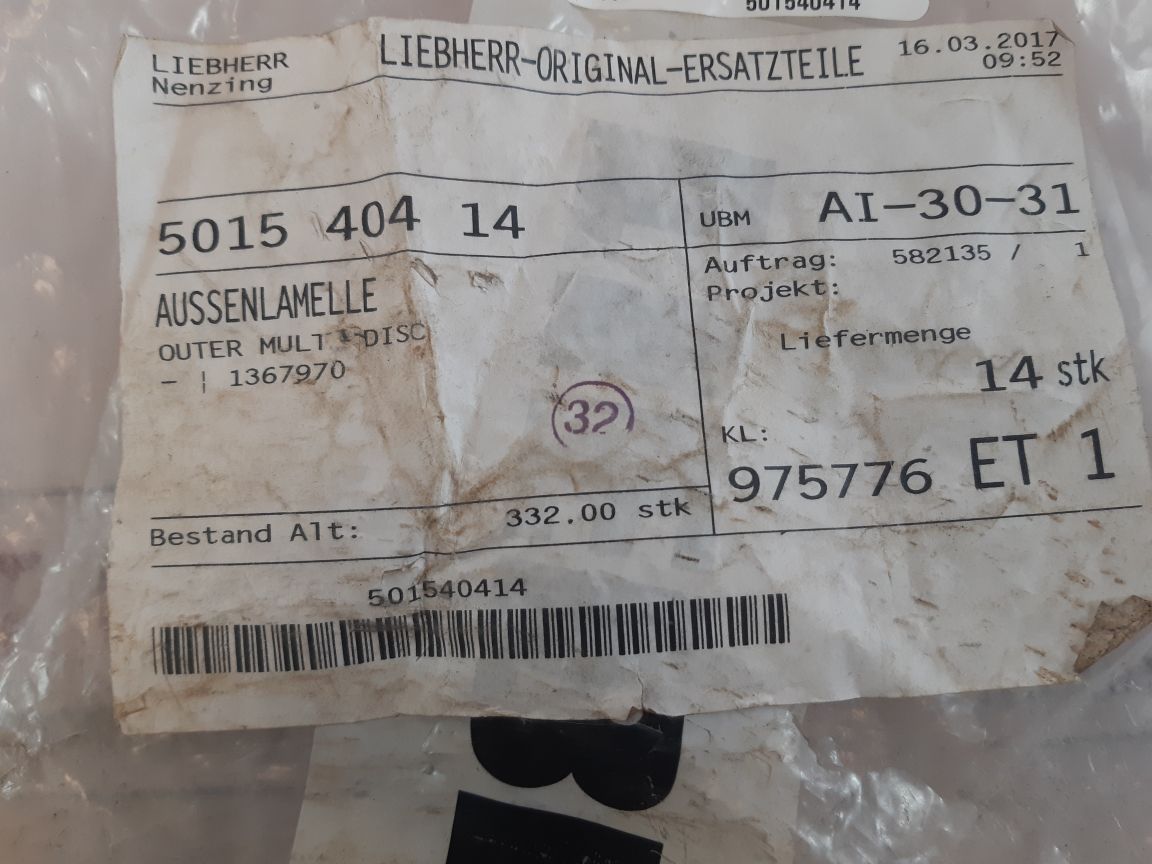 501540414
LIEBHERR
Nenzing
LIEBHERR-ORIGINAL-ERSATZTEILE
16.03.2017
09:52
5015 404 14
UBM AI-30-31
AUSSENLAMELLE
OUTER MULTI-DISC
- ¦ 1367970
32
Auftrag: 582135 / 1
Projekt:
Liefermenge
14 stk
KL:
975776 ET 1
Bestand Alt: 332.00 stk
501540414